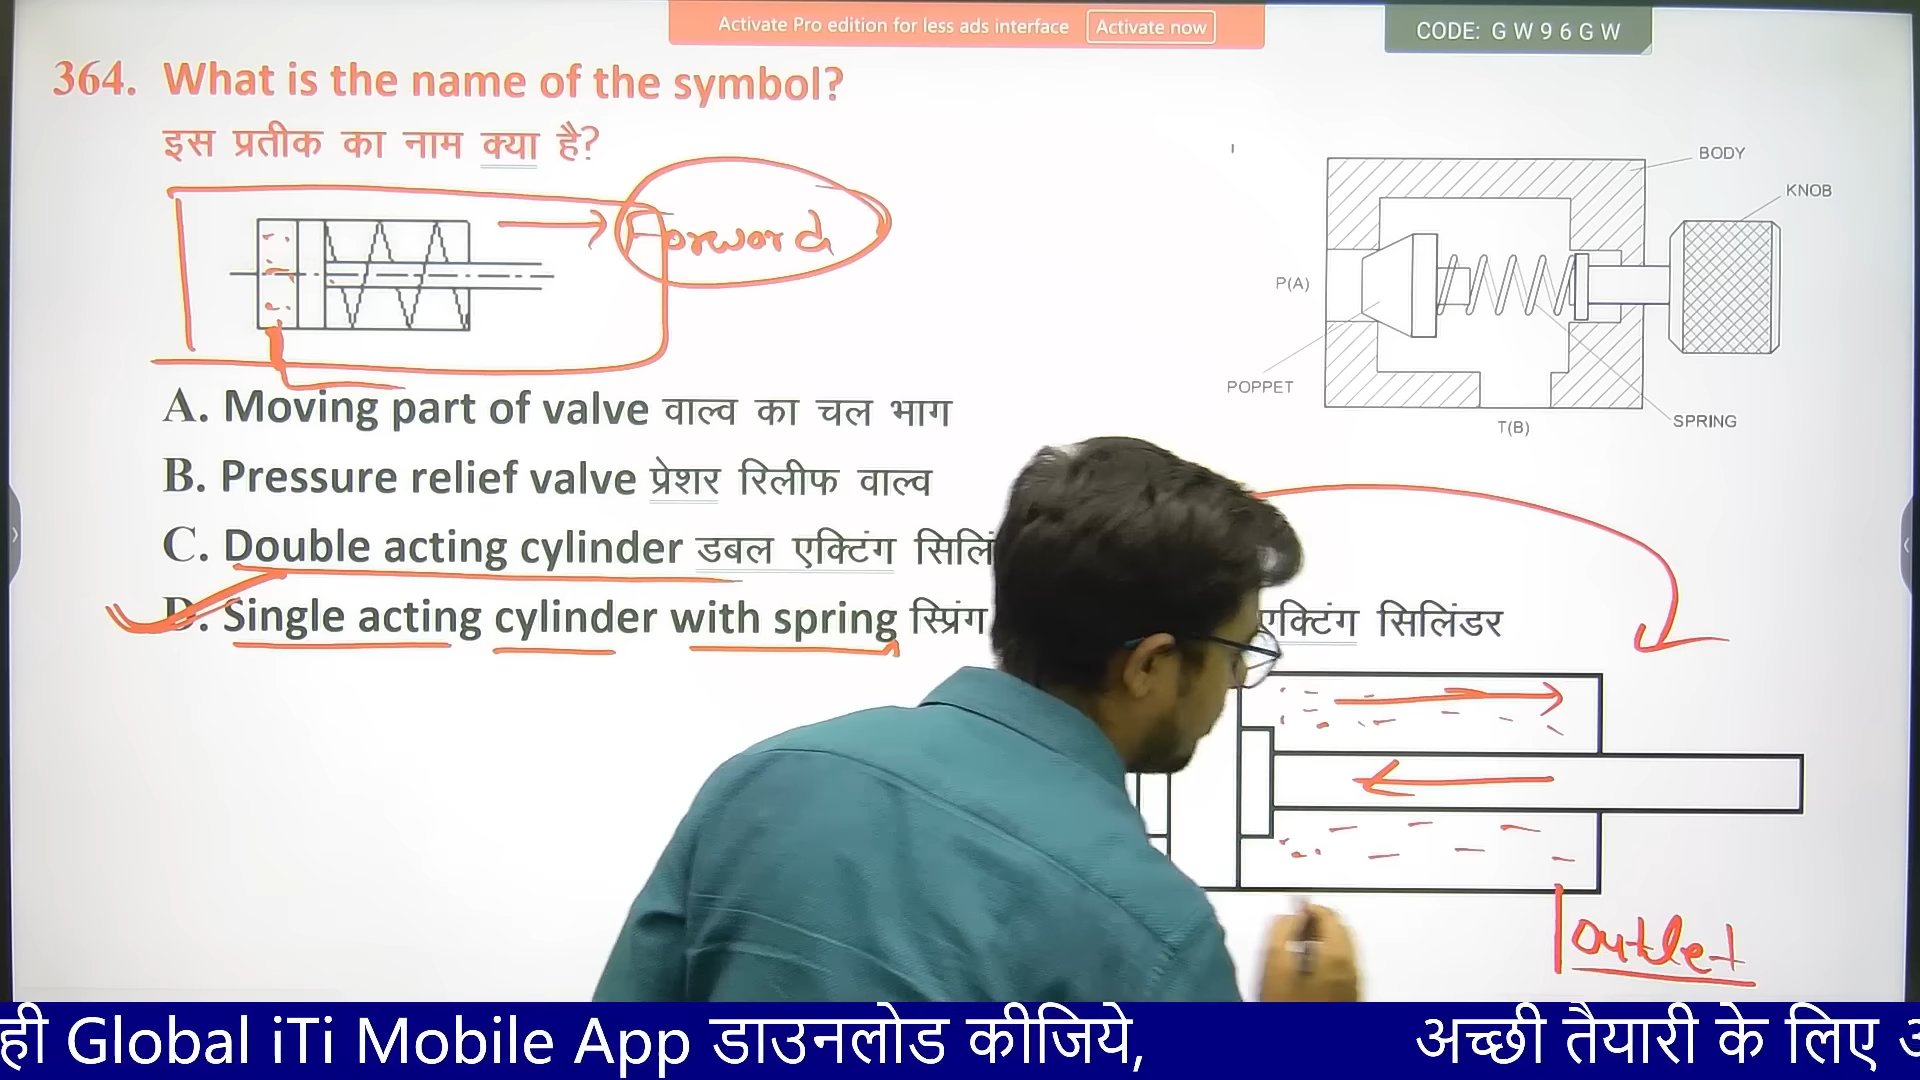 Activate Pro edition for less ads interface Activate now
CODE: G W 9 6 G W
364. What is the name of the symbol?
इस प्रतीक का नाम क्या है?
Forword
BODY
KNOB
P(A)
POPPET
SPRING
T(B)
A. Moving part of valve वाल्व का चल भाग
B. Pressure relief valve प्रेशर रिलीफ वाल्व
C. Double acting cylinder डबल एक्टिंग
D. Single acting cylinder with spring स्प्रिंग एक्टिंग सिलिंडर
outlet
ही Global iTi Mobile App डाउनलोड कीजिये, अच्छी तैयारी के लिए